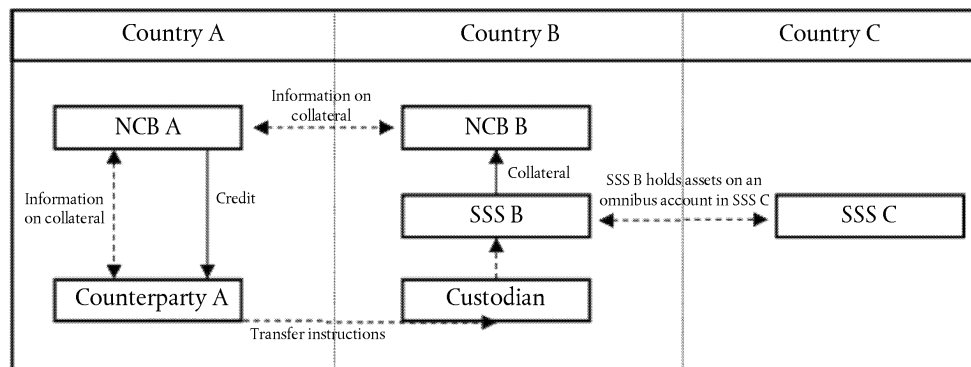 Country A
Country B
Country C
Information on
collateral
NCB A
NCB B
Information
on collateral
Credit
Collateral
SSS B holds assets on an
omnibus account in SSS C
SSS B
SSS C
Counterparty A
Custodian
Transfer instructions